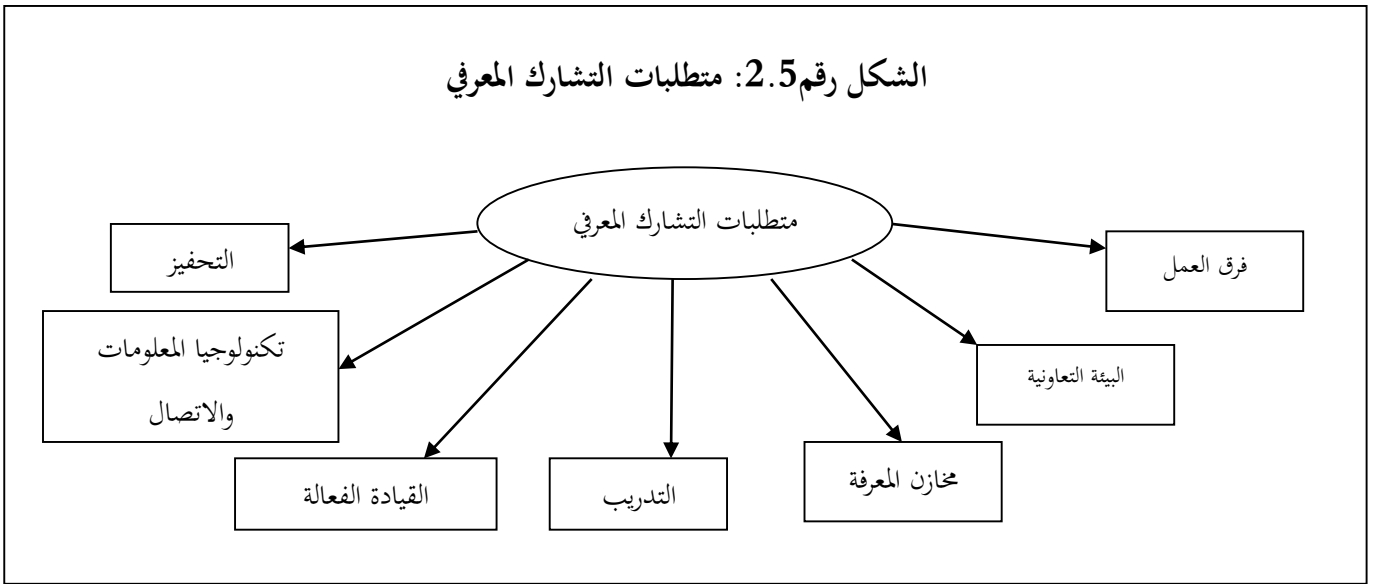 الشكل رقم2.5: متطلبات التشارك المعرفي
متطلبات التشارك المعرفي
فرق العمل
البيئة التعاونية
مخازن المعرفة
التدريب
القيادة الفعالة
تكنولوجيا المعلومات
والاتصال
التحفيز